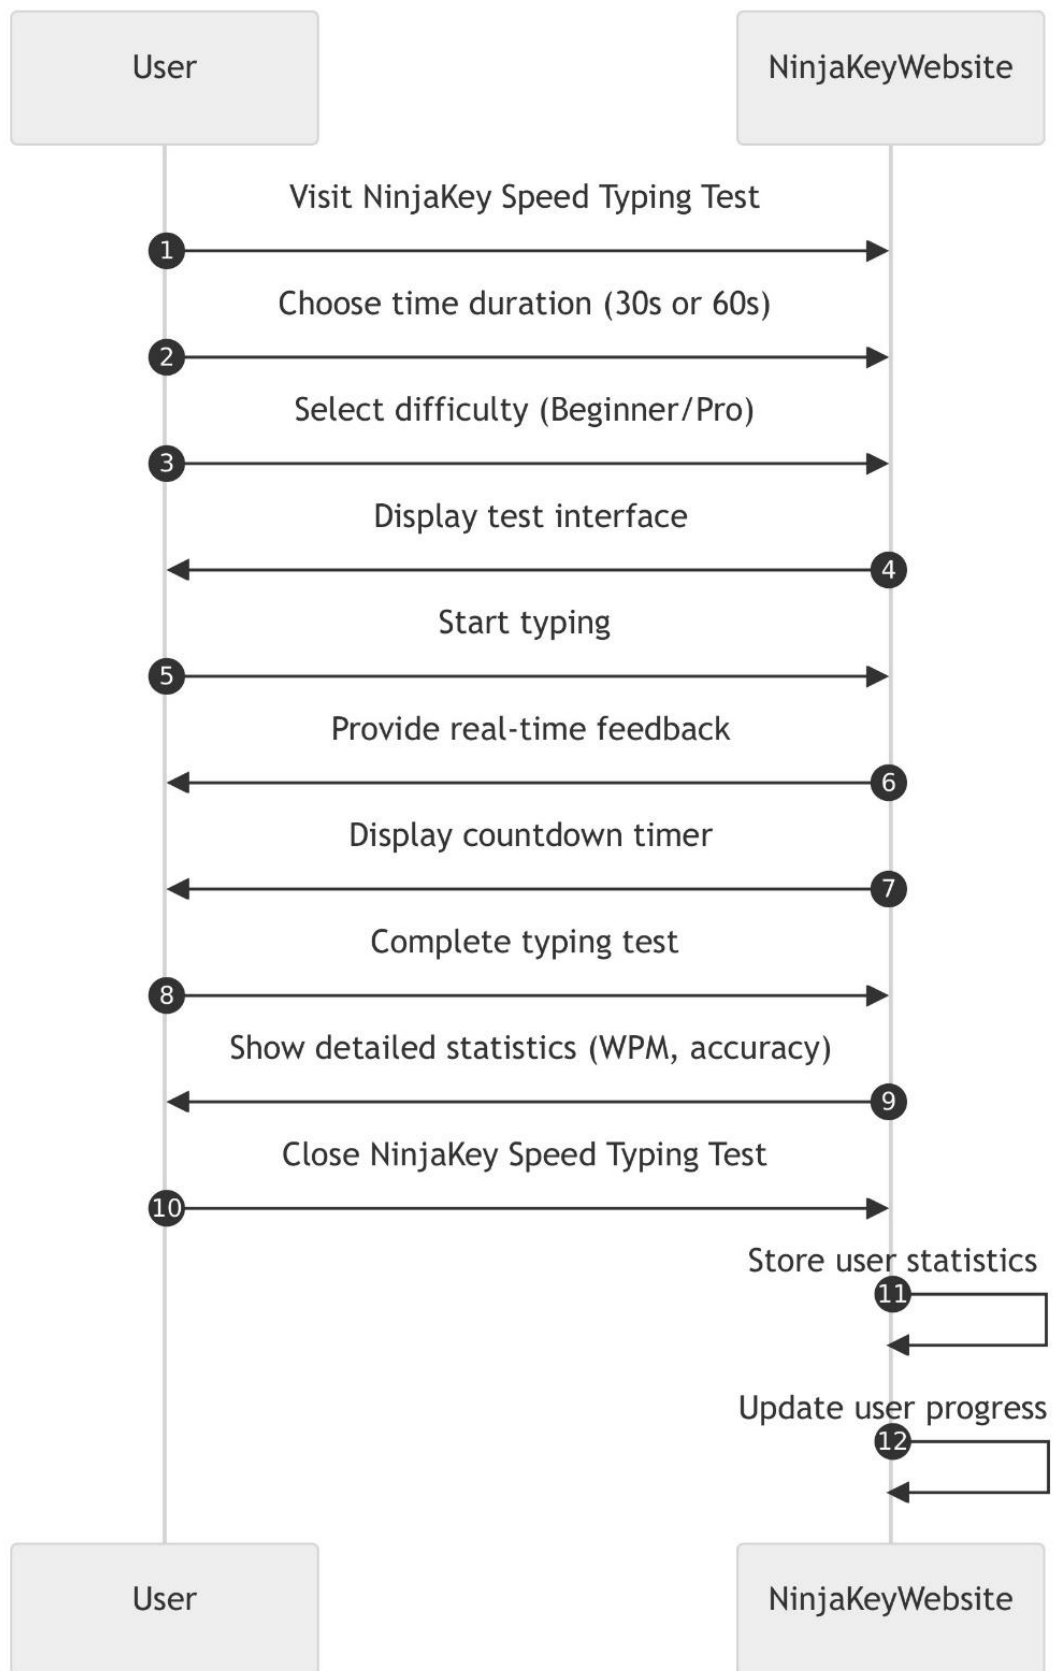 User
NinjaKeyWebsite
Visit NinjaKey Speed Typing Test
1
Choose time duration (30s or 60s)
2
Select difficulty (Beginner/Pro)
3
Display test interface
4
Start typing
5
Provide real-time feedback
6
Display countdown timer
7
Complete typing test
8
Show detailed statistics (WPM, accuracy)
9
Close NinjaKey Speed Typing Test
10
Store user statistics
11
Update user progress
12
User
NinjaKeyWebsite